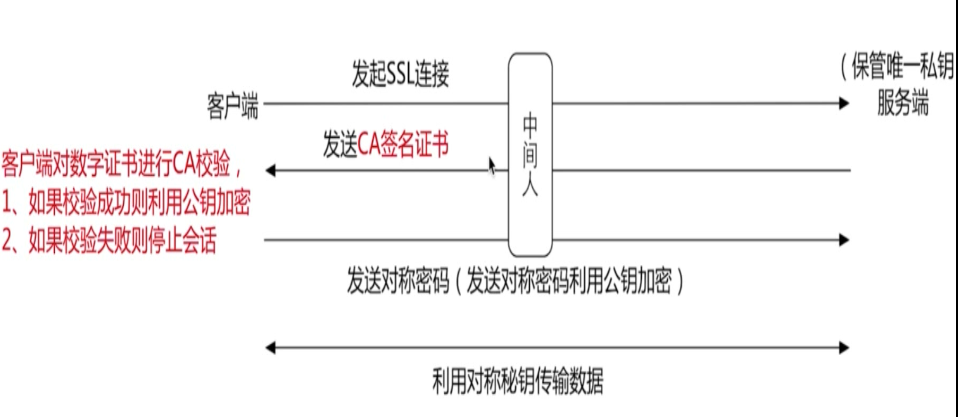 发起SSL连接
(保管唯一私钥
服务端
客户端
发送CA签名证书
中间人
客户端对数字证书进行CA校验，
1、如果校验成功则利用公钥加密
2、如果校验失败则停止会话
发送对称密码（发送对称密码利用公钥加密）
利用对称秘钥传输数据